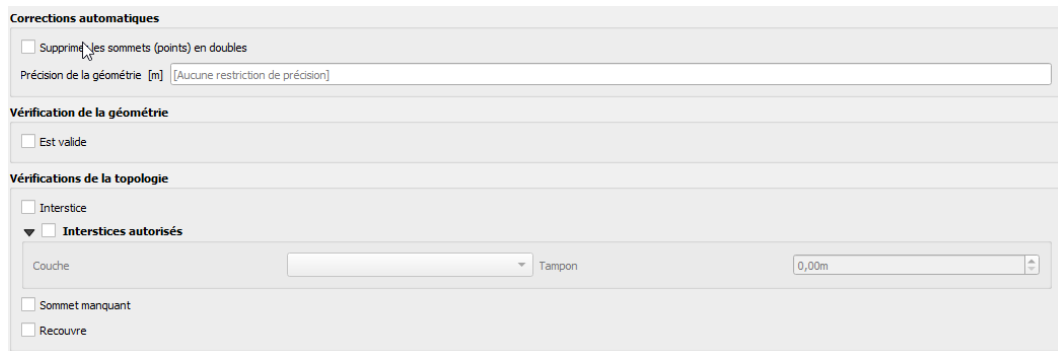 Corrections automatiques
Supprimer les sommets (points) en doubles
Précision de la géométrie [m] [Aucune restriction de précision]
Vérification de la géométrie
Est valide
Vérifications de la topologie
Interstice
Interstices autorisés
Couche Tampon 0,00m
Sommet manquant
Recouvre